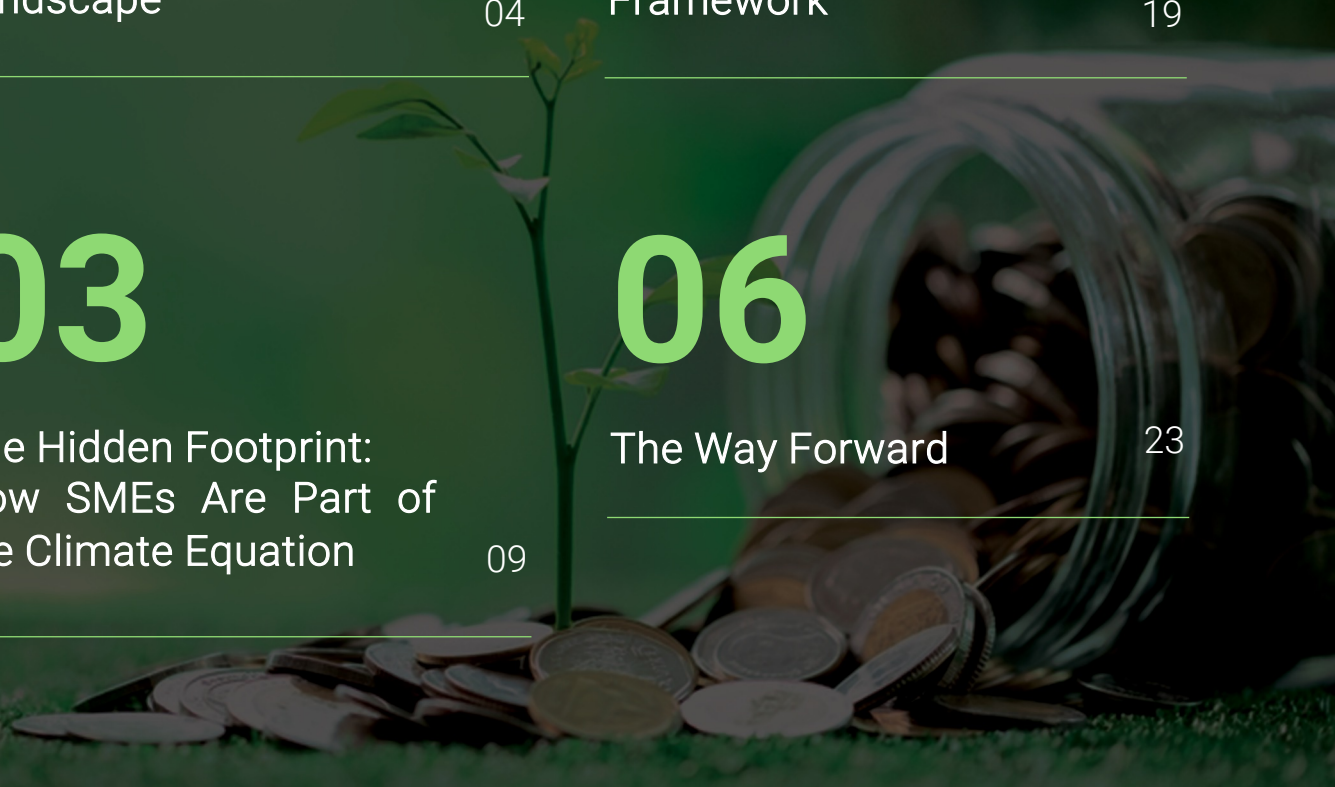 ndscape
04
03
e Hidden Footprint:
ow SMEs Are Part of
e Climate Equation
09
Framework
19
06
The Way Forward
23